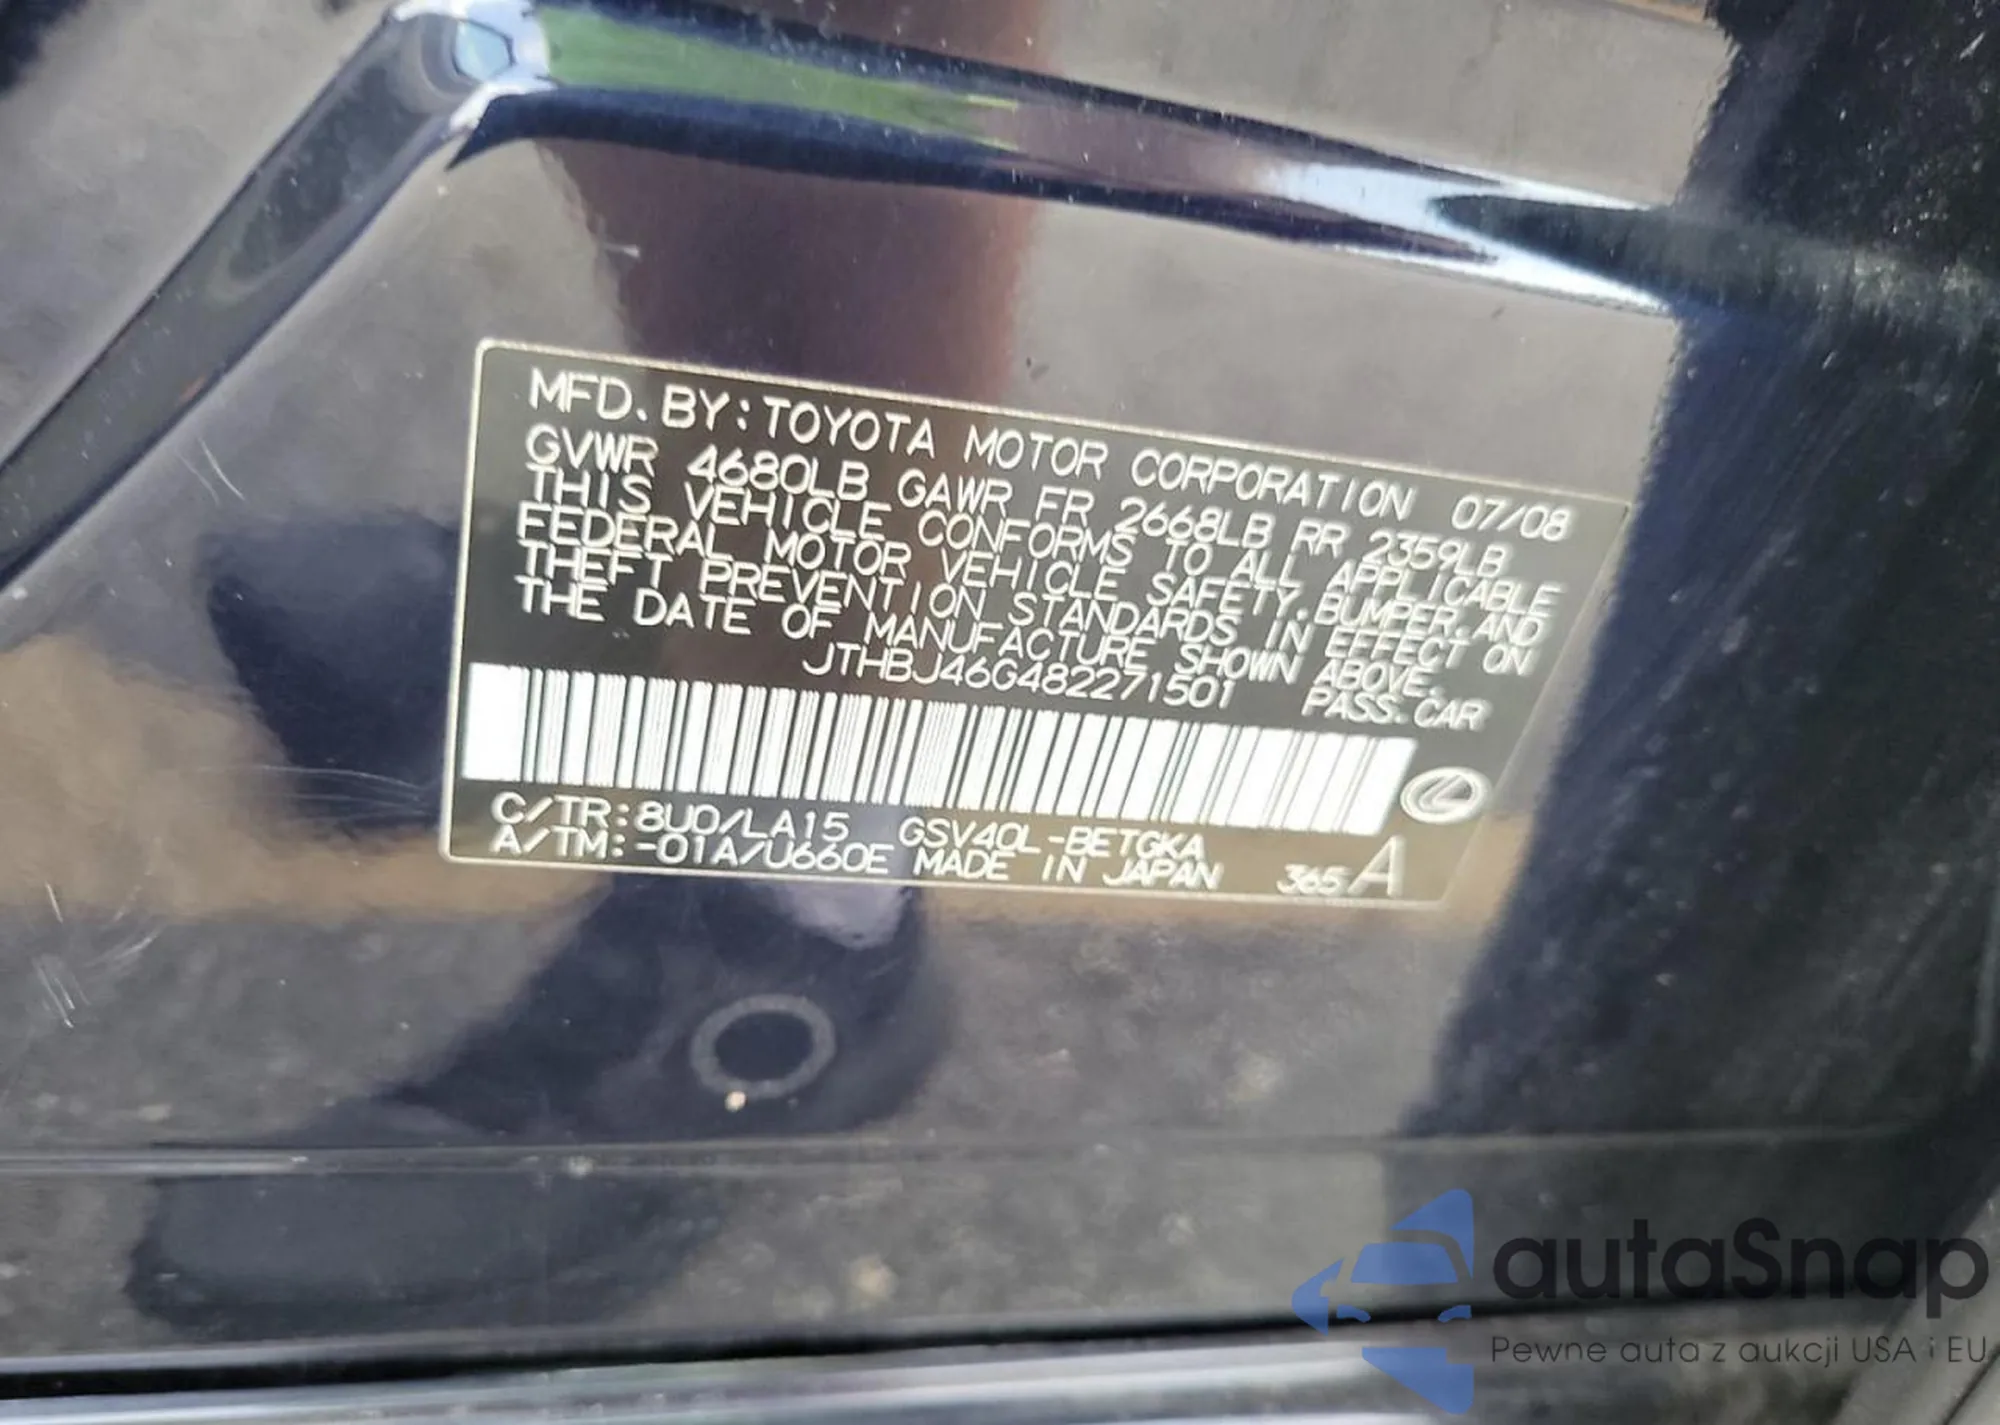 MFD. BY: TOYOTA MOTOR CORPORATION 07/08
GVWR 4680LB GAWR FR 2668LB RR 2359LB
THIS VEHICLE CONFORMS TO ALL APPLICABLE
FEDERAL MOTOR VEHICLE SAFETY, BUMPER, AND
THEFT PREVENTION STANDARDS IN EFFECT ON
THE DATE OF MANUFACTURE SHOWN ABOVE.
JTHBJ46G482271501 PASS. CAR
C/TR: 8U0/LA15 GSV40L-BETGKA
A/TM: -01A/U660E MADE IN JAPAN 365 A
autaSnap
Pewne auta z aukcji USA i EU